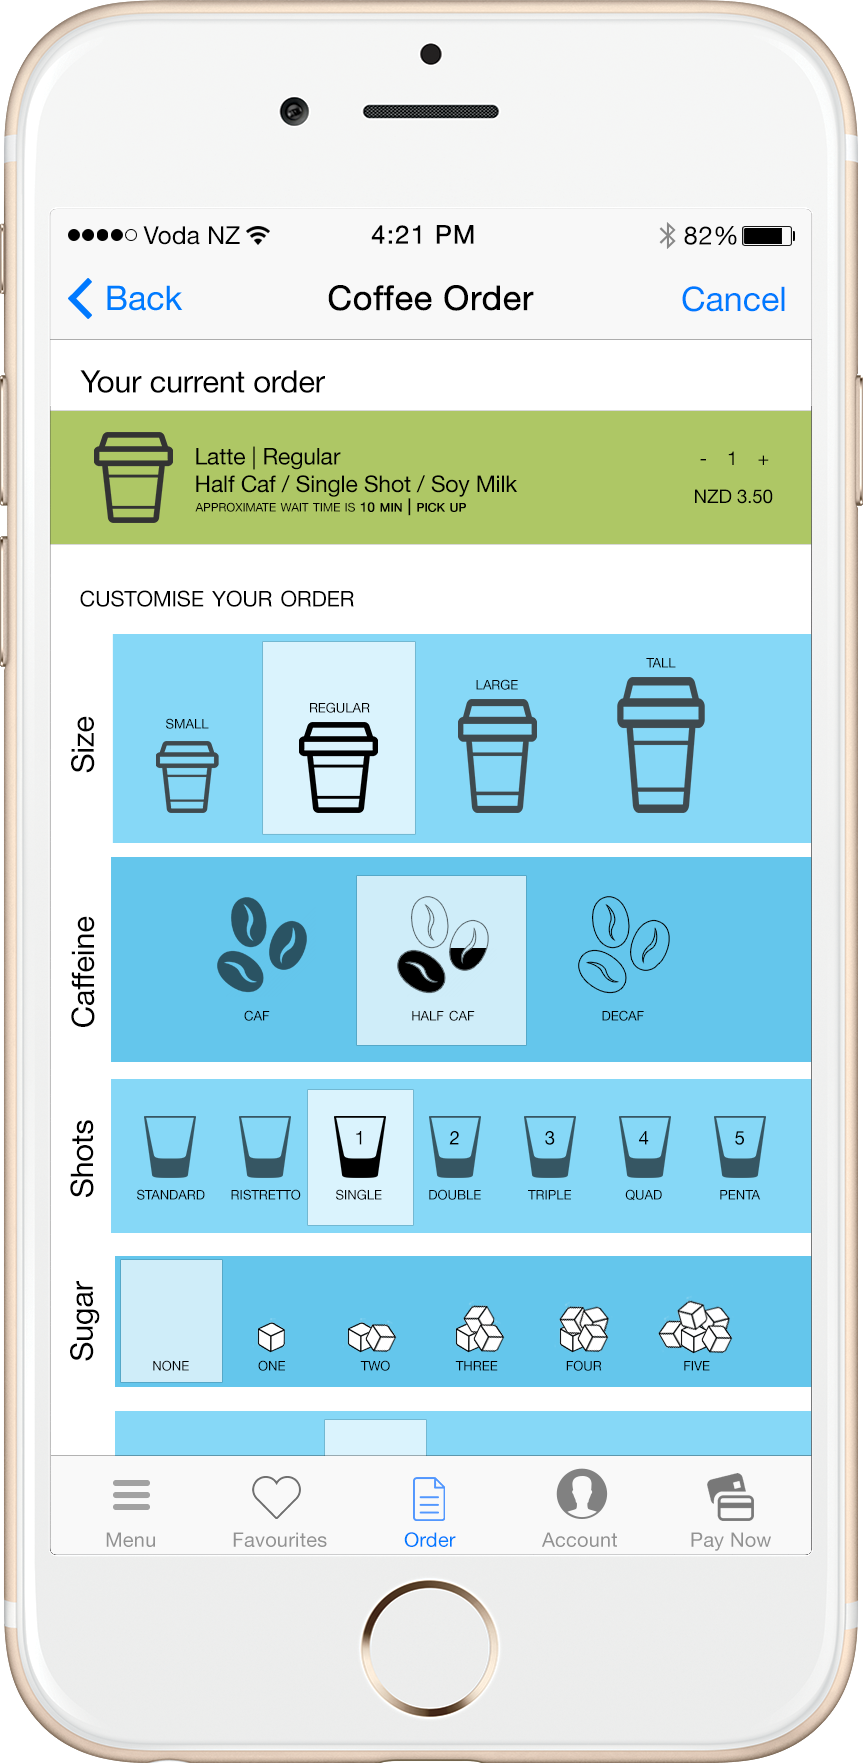 Voda NZ 4:21 PM 82%
Back Coffee Order Cancel
Your current order
Latte | Regular
Half Caf / Single Shot / Soy Milk
APPROXIMATE WAIT TIME IS 10 MIN | PICK UP
- 1 +
NZD 3.50
CUSTOMISE YOUR ORDER
Size
SMALL REGULAR LARGE TALL
Caffeine
CAF HALF CAF DECAF
Shots
1 2 3 4 5
STANDARD RISTRETTO SINGLE DOUBLE TRIPLE QUAD PENTA
Sugar
NONE ONE TWO THREE FOUR FIVE
Menu Favourites Order Account Pay Now